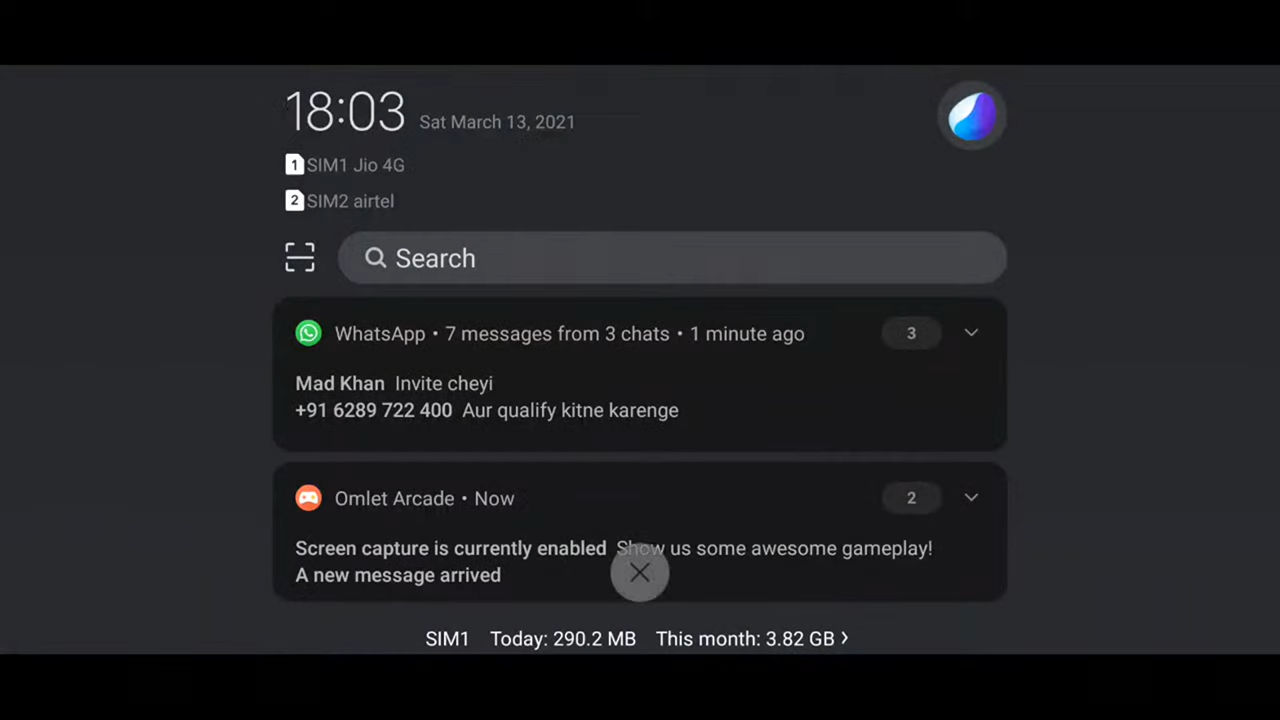 18:03 Sat March 13, 2021
1 SIM1 Jio 4G
2 SIM2 airtel
Search
WhatsApp • 7 messages from 3 chats • 1 minute ago 3
Mad Khan Invite cheyi
+91 6289 722 400 Aur qualify kitne karenge
Omlet Arcade • Now 2
Screen capture is currently enabled Show us some awesome gameplay!
A new message arrived
SIM1 Today: 290.2 MB This month: 3.82 GB